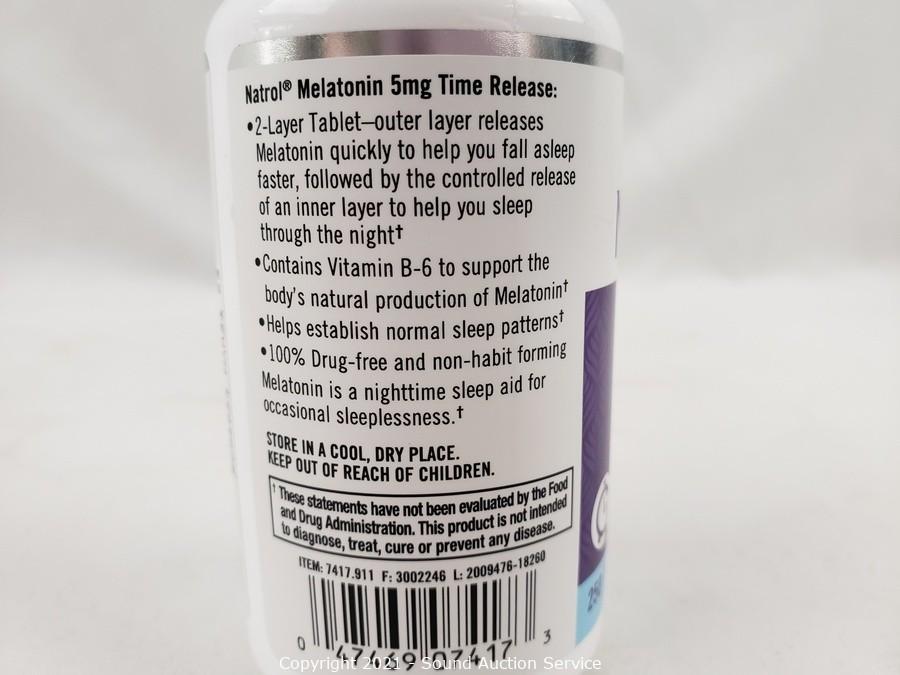 Natrol® Melatonin 5mg Time Release:
•2-Layer Tablet—outer layer releases
Melatonin quickly to help you fall asleep
faster, followed by the controlled release
of an inner layer to help you sleep
through the night†
•Contains Vitamin B-6 to support the
body's natural production of Melatonin†
•Helps establish normal sleep patterns†
•100% Drug-free and non-habit forming
Melatonin is a nighttime sleep aid for
occasional sleeplessness.†
STORE IN A COOL, DRY PLACE.
KEEP OUT OF REACH OF CHILDREN.
† These statements have not been evaluated by the Food
and Drug Administration. This product is not intended
to diagnose, treat, cure or prevent any disease.
ITEM: 7417.911 F: 3002246 L: 2009476-18260
0 47469 07417 3
250
Copyright 2021 - Sound Auction Service